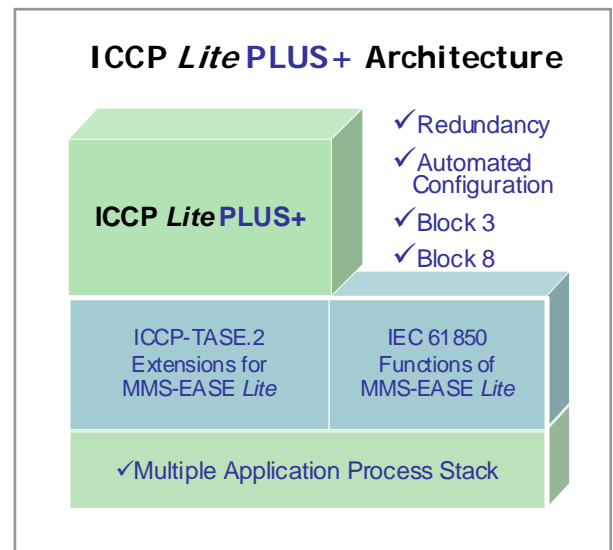 ICCP Lite PLUS+ Architecture
ICCP Lite PLUS+
✓Redundancy
✓Automated
Configuration
✓Block 3
✓Block 8
ICCP-TASE.2
Extensions for
MMS-EASE Lite
IEC 61850
Functions of
MMS-EASE Lite
✓Multiple Application Process Stack